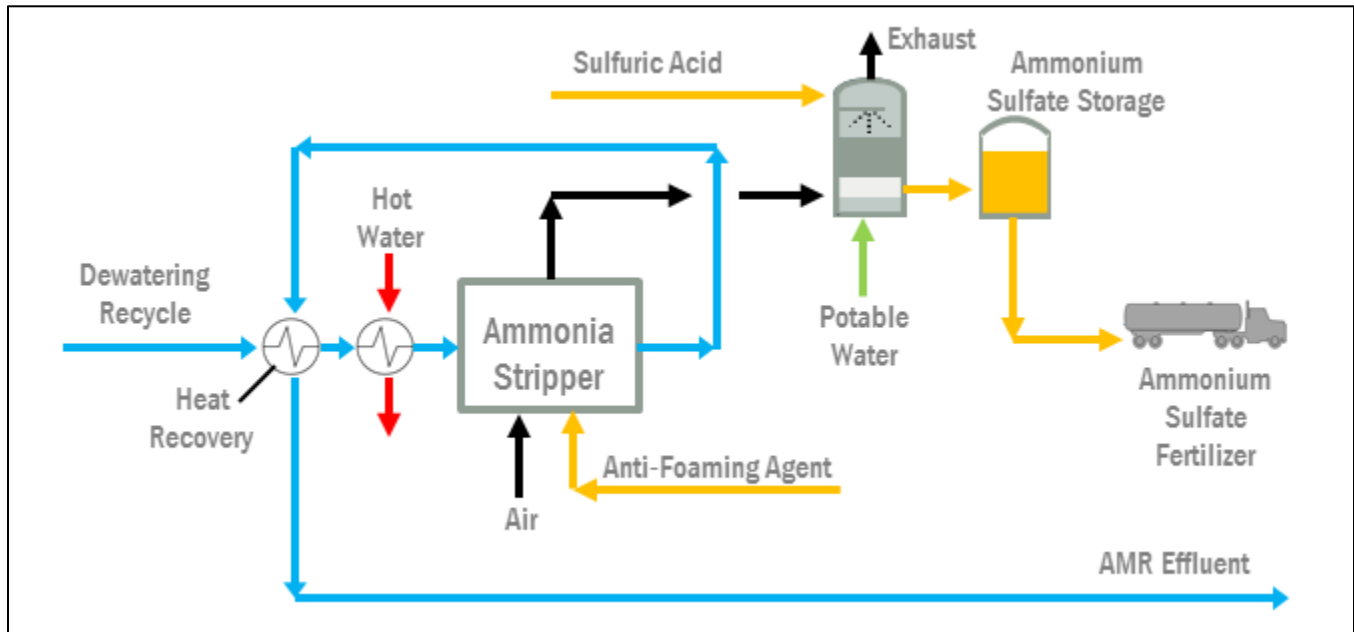 Exhaust
Sulfuric Acid
Ammonium
Sulfate Storage
Hot
Water
Dewatering
Recycle
Ammonia
Stripper
Potable
Water
Heat
Recovery
Ammonium
Sulfate
Fertilizer
Anti-Foaming Agent
Air
AMR Effluent